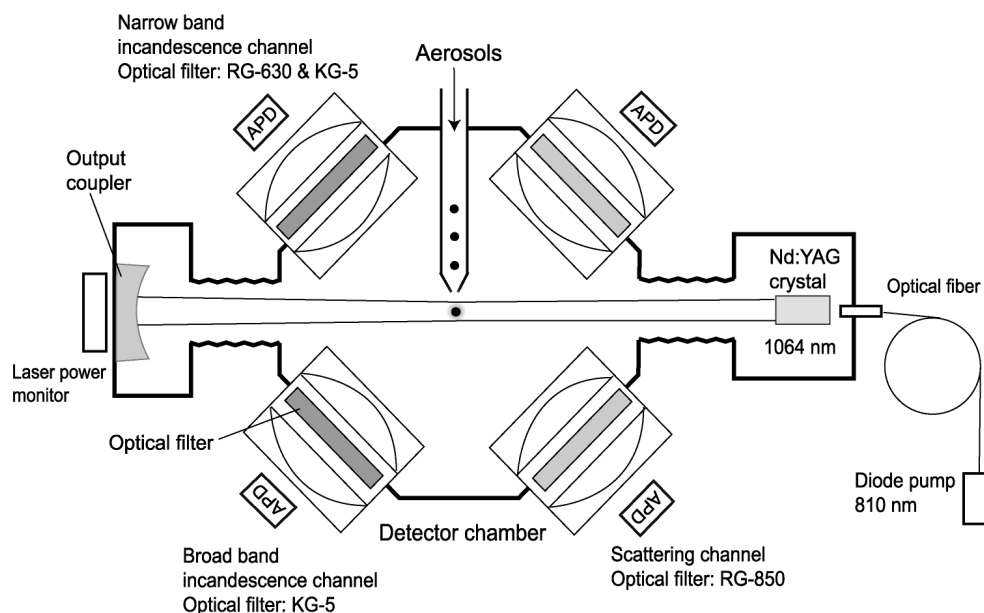 Narrow band
incandescence channel
Optical filter: RG-630 & KG-5
Aerosols
APD
APD
Output
coupler
Nd:YAG
crystal
Optical fiber
1064 nm
Laser power
monitor
Optical filter
APD
APD
Detector chamber
Diode pump
810 nm
Broad band
incandescence channel
Optical filter: KG-5
Scattering channel
Optical filter: RG-850